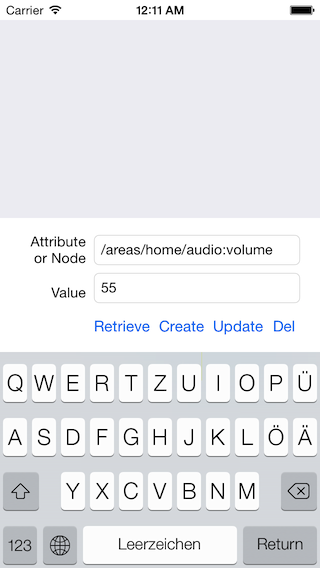 Carrier 12:11 AM
Attribute
or Node /areas/home/audio:volume
Value 55
Retrieve Create Update Del
Q W E R T Z U I O P Ü
A S D F G H J K L Ö Ä
Y X C V B N M
123 Leerzeichen Return